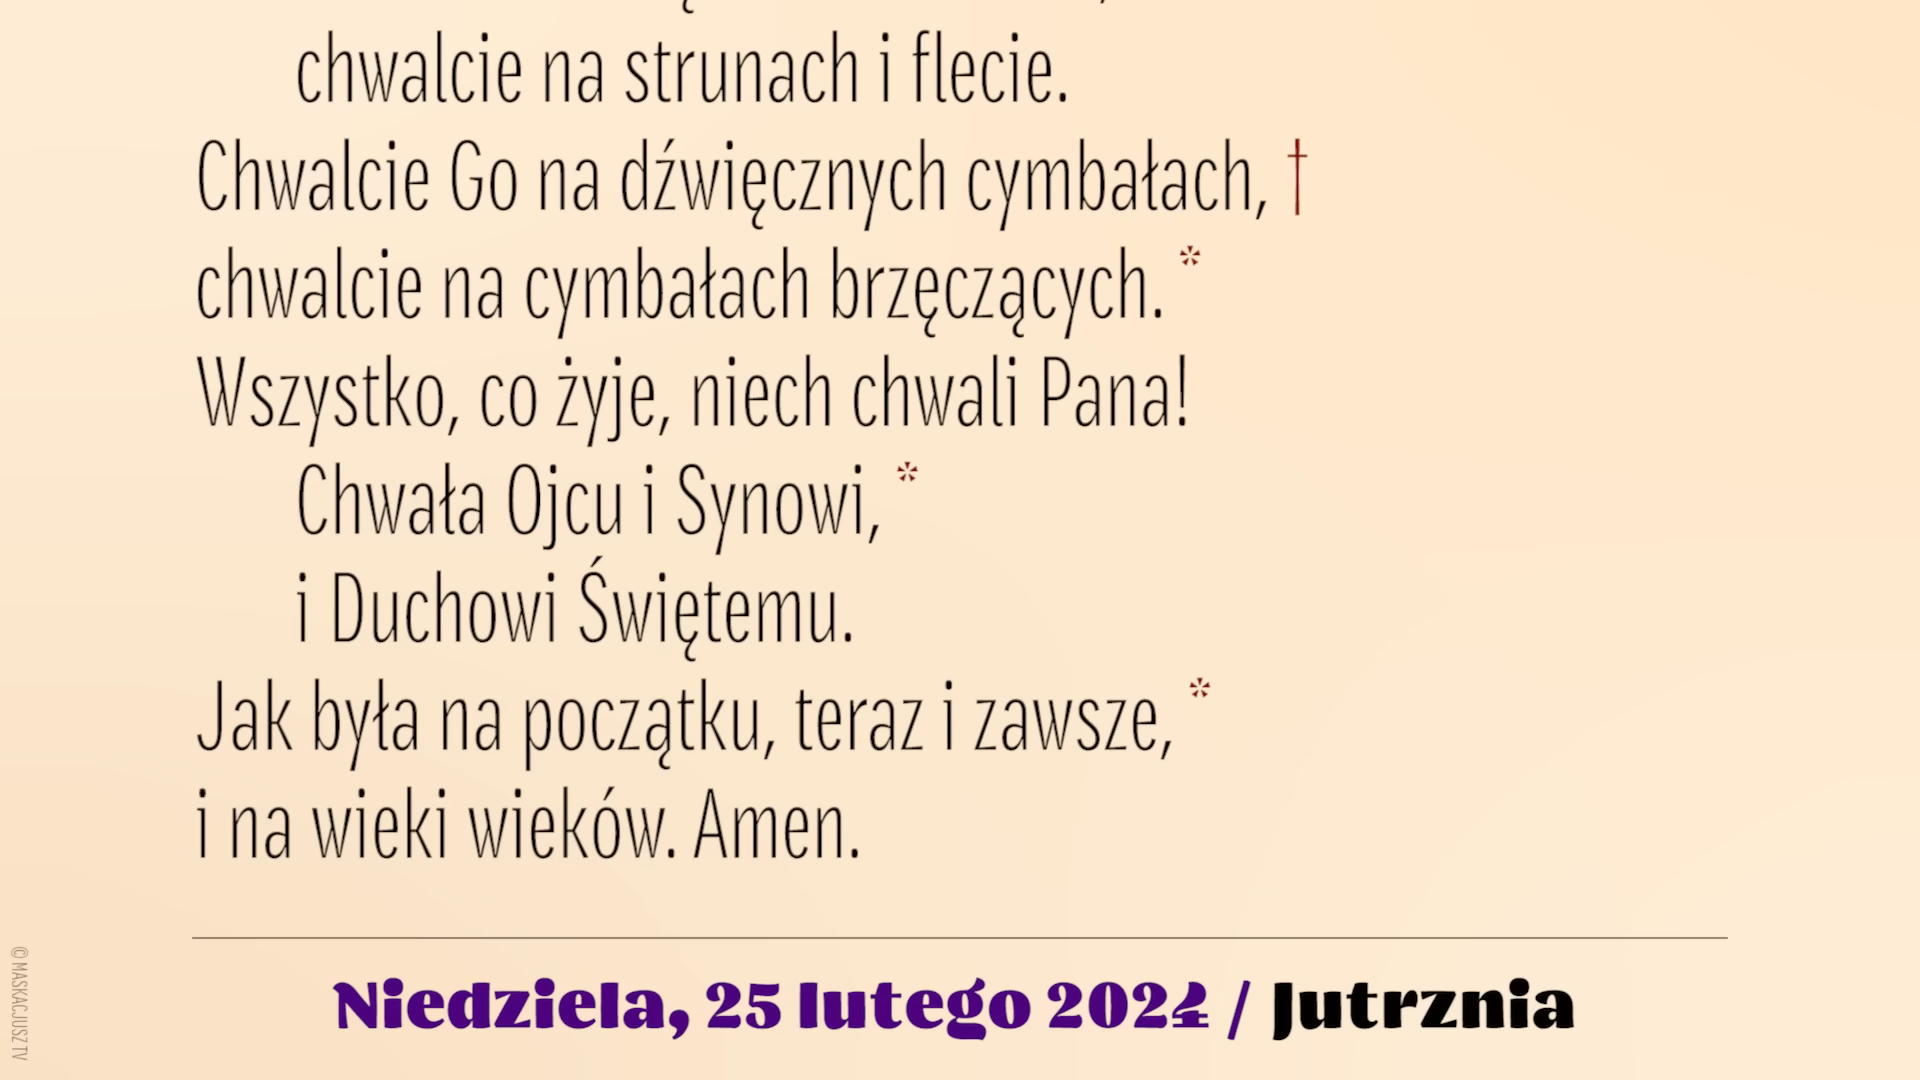 chwalcie na strunach i flecie.
Chwalcie Go na dźwięcznych cymbałach, †
chwalcie na cymbałach brzęczących. *
Wszystko, co żyje, niech chwali Pana!
Chwała Ojcu i Synowi, *
i Duchowi Świętemu.
Jak była na początku, teraz i zawsze, *
i na wieki wieków. Amen.
Niedziela, 25 lutego 2024 / Jutrznia
© MASKACJUSZ TV